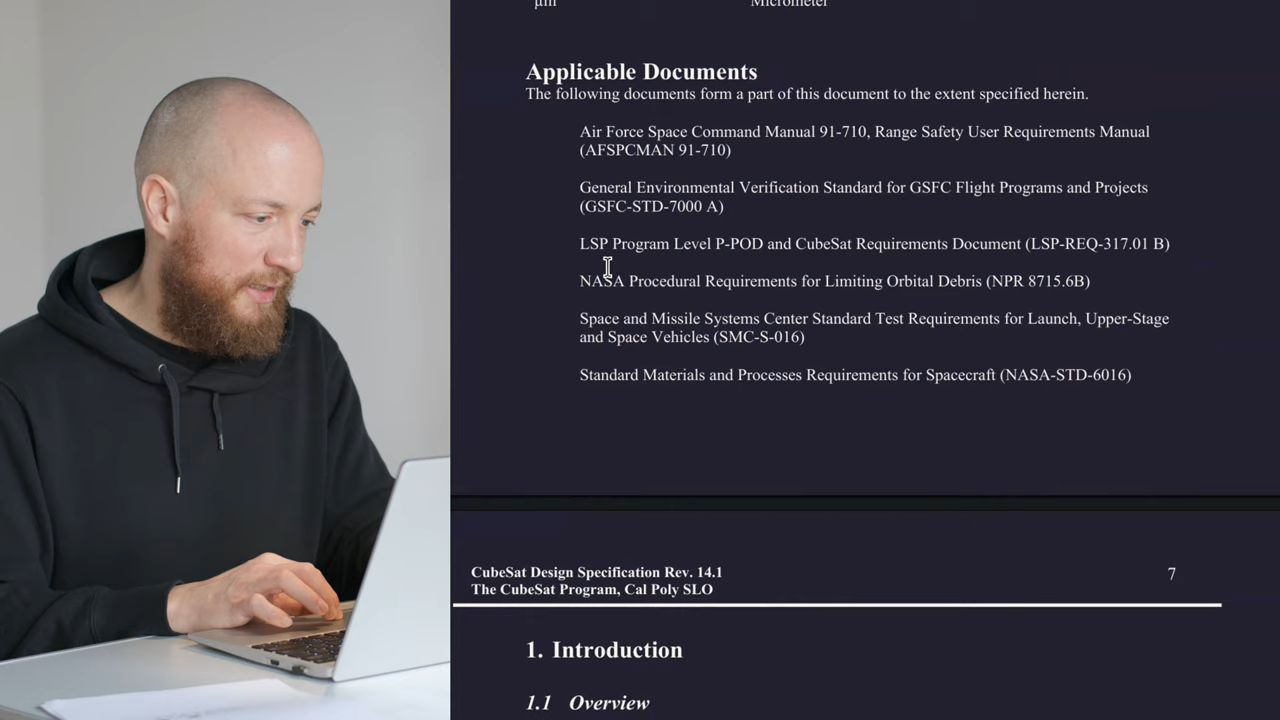 µm Micrometer
Applicable Documents
The following documents form a part of this document to the extent specified herein.
Air Force Space Command Manual 91-710, Range Safety User Requirements Manual
(AFSPCMAN 91-710)
General Environmental Verification Standard for GSFC Flight Programs and Projects
(GSFC-STD-7000 A)
LSP Program Level P-POD and CubeSat Requirements Document (LSP-REQ-317.01 B)
NASA Procedural Requirements for Limiting Orbital Debris (NPR 8715.6B)
Space and Missile Systems Center Standard Test Requirements for Launch, Upper-Stage
and Space Vehicles (SMC-S-016)
Standard Materials and Processes Requirements for Spacecraft (NASA-STD-6016)
CubeSat Design Specification Rev. 14.1 7
The CubeSat Program, Cal Poly SLO
1. Introduction
1.1 Overview